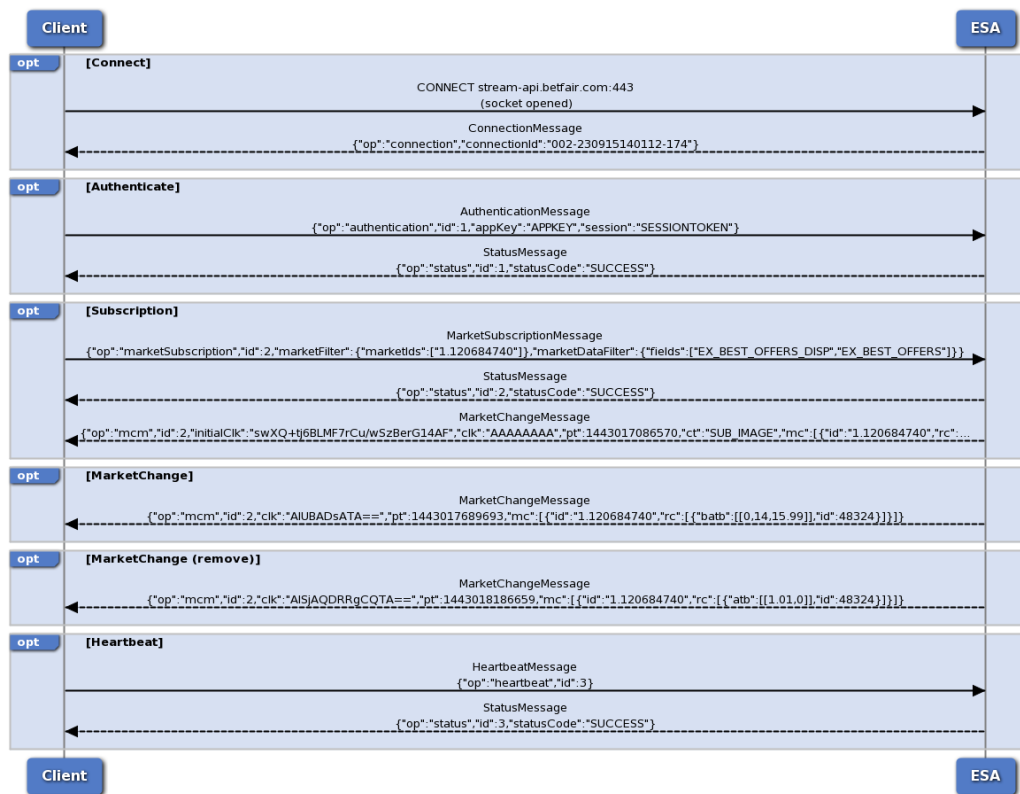 Client ESA
opt [Connect]
CONNECT stream-api.betfair.com:443
(socket opened)
ConnectionMessage
{"op":"connection","connectionId":"002-230915140112-174"}
opt [Authenticate]
AuthenticationMessage
{"op":"authentication","id":1,"appKey":"APPKEY","session":"SESSIONTOKEN"}
StatusMessage
{"op":"status","id":1,"statusCode":"SUCCESS"}
opt [Subscription]
MarketSubscriptionMessage
{"op":"marketSubscription","id":2,"marketFilter":{"marketIds":["1.120684740"]},"marketDataFilter":{"fields":["EX_BEST_OFFERS_DISP","EX_BEST_OFFERS"]}}
StatusMessage
{"op":"status","id":2,"statusCode":"SUCCESS"}
MarketChangeMessage
{"op":"mcm","id":2,"initialClk":"swXQ+tj6BLMF7rCu/wSzBerG14AF","clk":"AAAAAAAA","pt":1443017086570,"ct":"SUB_IMAGE","mc":[{"id":"1.120684740","rc":...
opt [MarketChange]
MarketChangeMessage
{"op":"mcm","id":2,"clk":"AIUBADsATA==","pt":1443017689693,"mc":[{"id":"1.120684740","rc":[{"batb":[[0,14,15.99]],"id":48324}]}]}
opt [MarketChange (remove)]
MarketChangeMessage
{"op":"mcm","id":2,"clk":"AISjAQDRRgCQTA==","pt":1443018186659,"mc":[{"id":"1.120684740","rc":[{"atb":[[1.01,0]],"id":48324}]}]}
opt [Heartbeat]
HeartbeatMessage
{"op":"heartbeat","id":3}
StatusMessage
{"op":"status","id":3,"statusCode":"SUCCESS"}
Client ESA